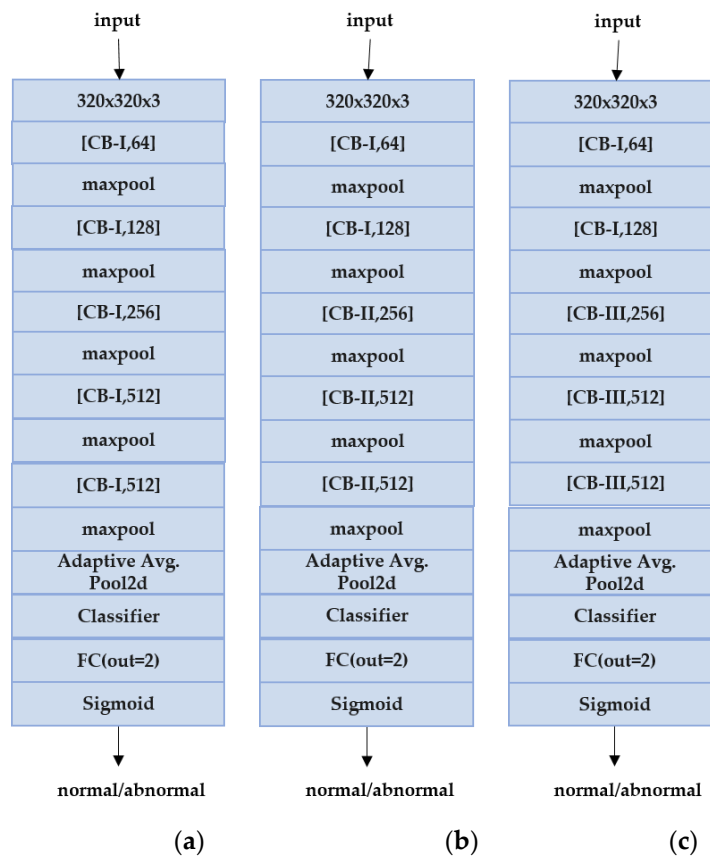 input
320x320x3
[CB-I,64]
maxpool
[CB-I,128]
maxpool
[CB-I,256]
maxpool
[CB-I,512]
maxpool
[CB-I,512]
maxpool
Adaptive Avg.
Pool2d
Classifier
FC(out=2)
Sigmoid
normal/abnormal
(a)
input
320x320x3
[CB-I,64]
maxpool
[CB-I,128]
maxpool
[CB-II,256]
maxpool
[CB-II,512]
maxpool
[CB-II,512]
maxpool
Adaptive Avg.
Pool2d
Classifier
FC(out=2)
Sigmoid
normal/abnormal
(b)
input
320x320x3
[CB-I,64]
maxpool
[CB-I,128]
maxpool
[CB-III,256]
maxpool
[CB-III,512]
maxpool
[CB-III,512]
maxpool
Adaptive Avg.
Pool2d
Classifier
FC(out=2)
Sigmoid
normal/abnormal
(c)